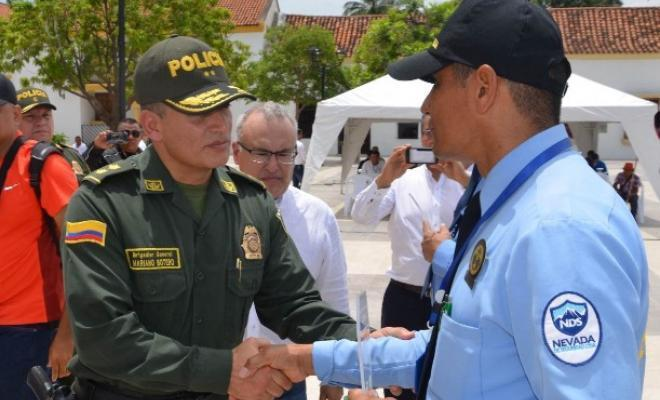 POLICIA
Brigadier General
MARIANO BOTERO
NDS
NEVADA